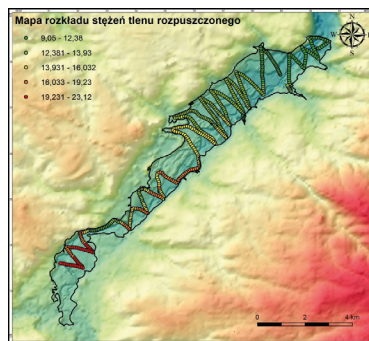 Mapa rozkładu stężeń tlenu rozpuszczonego
9,05 - 12,38
12,381 - 13,93
13,931 - 16,032
16,033 - 19,23
19,231 - 23,12
N
W
E
S
0 2 4 km